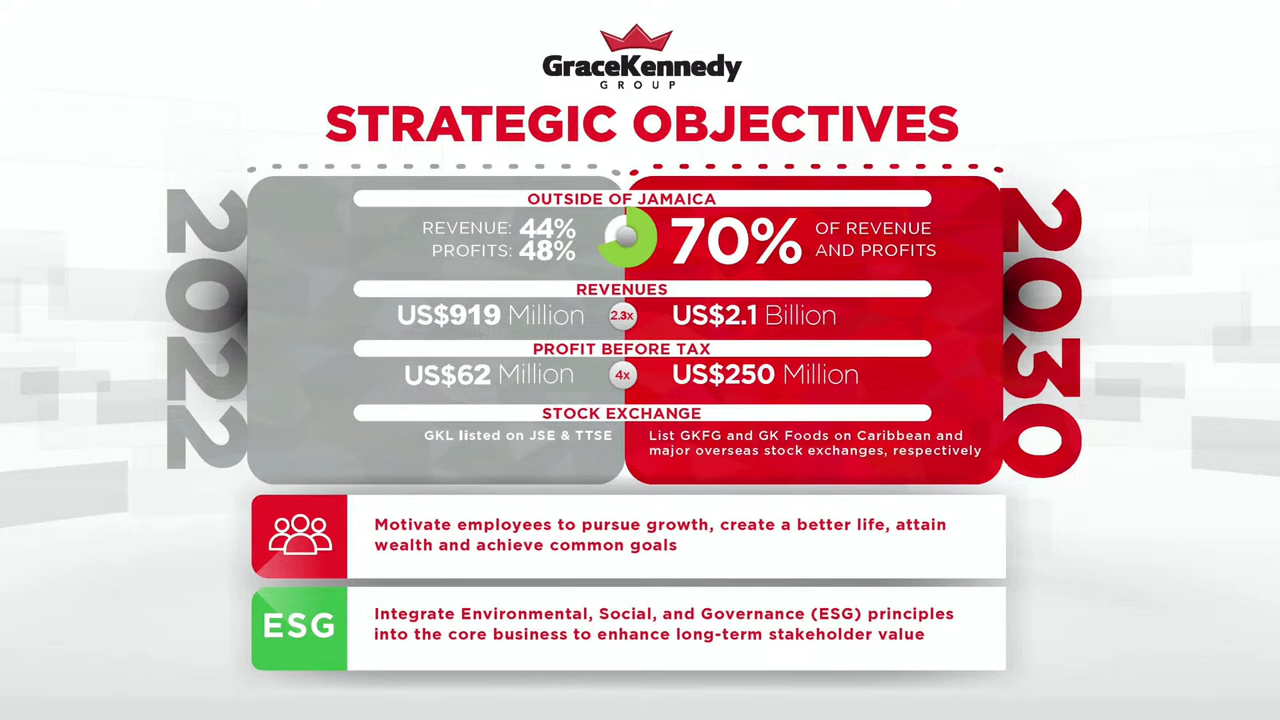 GraceKennedy
GROUP
STRATEGIC OBJECTIVES
2022
2030
OUTSIDE OF JAMAICA
REVENUE: 44%
PROFITS: 48%
70% OF REVENUE
AND PROFITS
REVENUES
US$919 Million 2.3x US$2.1 Billion
PROFIT BEFORE TAX
US$62 Million 4x US$250 Million
STOCK EXCHANGE
GKL listed on JSE & TTSE
List GKFG and GK Foods on Caribbean and
major overseas stock exchanges, respectively
Motivate employees to pursue growth, create a better life, attain
wealth and achieve common goals
ESG
Integrate Environmental, Social, and Governance (ESG) principles
into the core business to enhance long-term stakeholder value